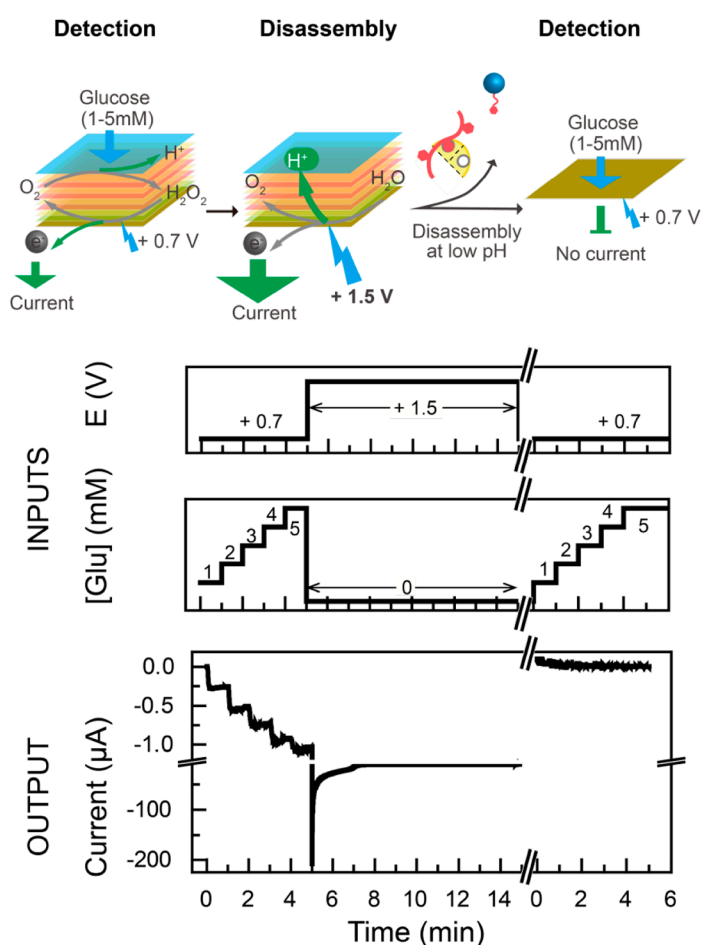 Detection Disassembly Detection
Glucose
(1-5mM)
H+
O2
H2O2
e-
+ 0.7 V
Current
H+
O2
H2O
e-
+ 1.5 V
Current
Disassembly
at low pH
Glucose
(1-5mM)
+ 0.7 V
No current
INPUTS
E (V)
+ 0.7
+ 1.5
+ 0.7
[Glu] (mM)
1 2 3 4 5
0
1 2 3 4 5
OUTPUT
Current (µA)
0.0
-0.5
-1.0
-100
-200
0 2 4 6 8 10 12 14 0 2 4 6
Time (min)